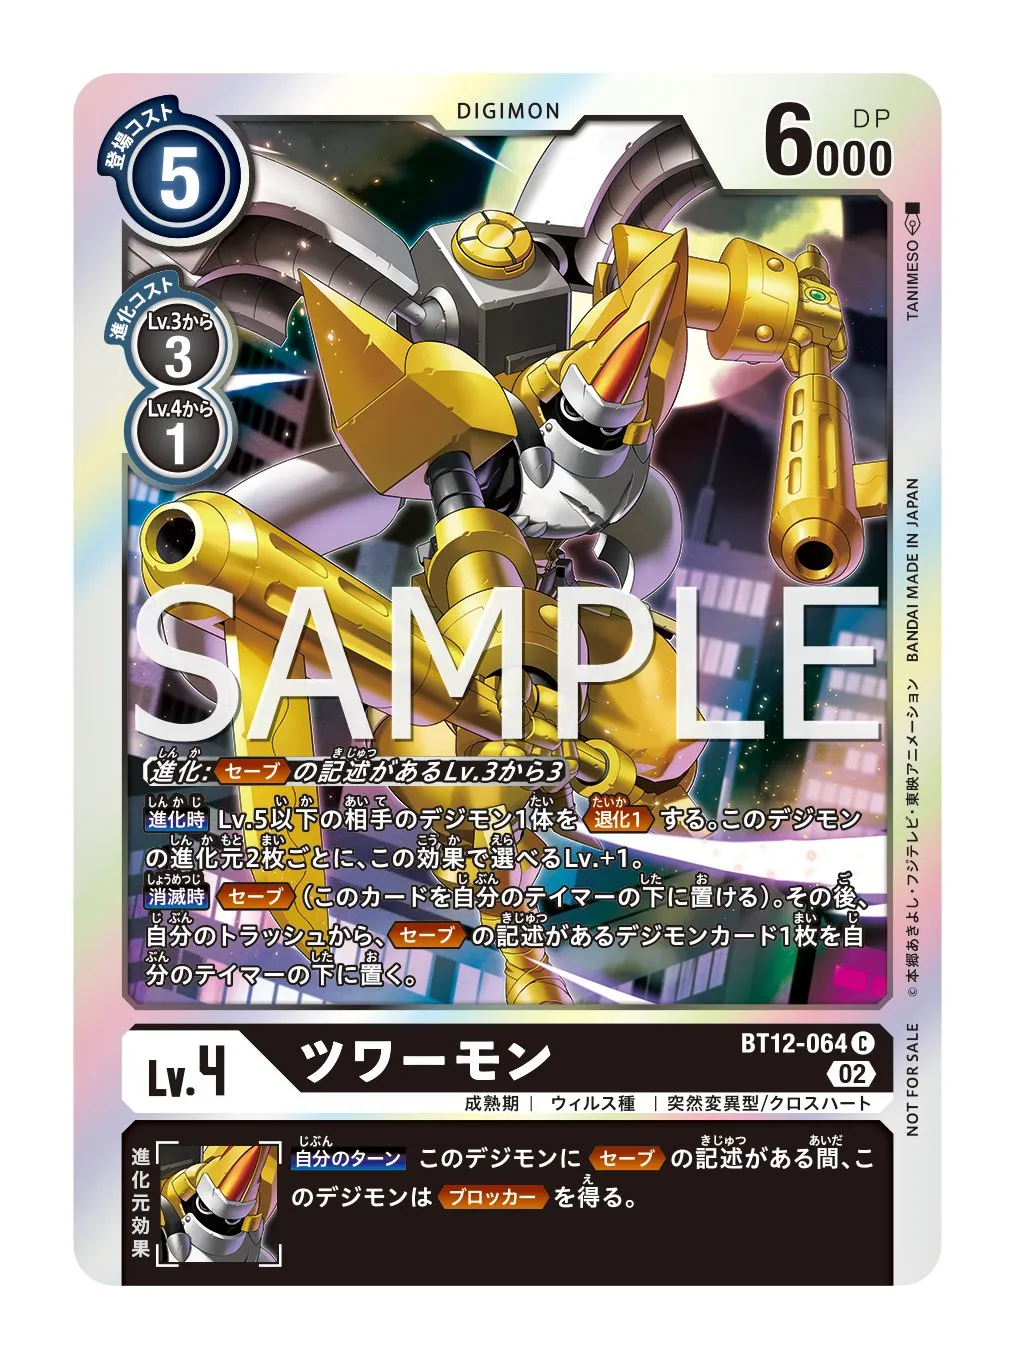 DIGIMON
登場コスト
5
6000
DP
進化コスト
Lv.3から
3
Lv.4から
1
TANIMESO
SAMPLE
進化:セーブの記述があるLv.3から3
進化時 Lv.5以下の相手のデジモン1体を 退化1 する。このデジモン
の進化元2枚ごとに、この効果で選べるLv.+1。
消滅時 セーブ(このカードを自分のテイマーの下に置ける)。その後、
自分のトラッシュから、セーブの記述があるデジモンカード1枚を自
分のテイマーの下に置く。
©本郷あきよし・フジテレビ・東映アニメーション BANDAI MADE IN JAPAN
NOT FOR SALE
Lv.4
ツワーモン
BT12-064 C
02
成熟期 | ウィルス種 | 突然変異型/クロスハート
進化元効果
自分のターン このデジモンに セーブ の記述がある間、こ
のデジモンは ブロッカー を得る。